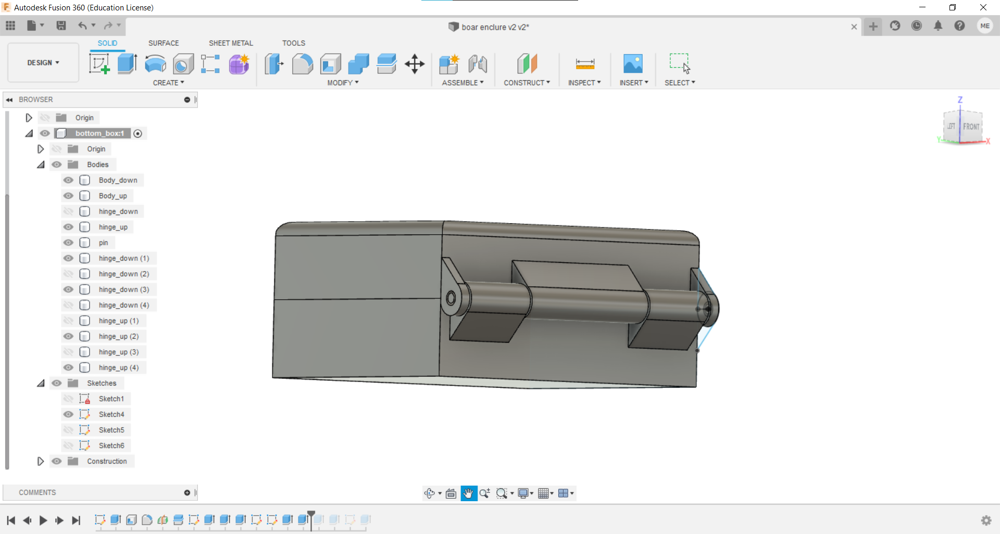 Autodesk Fusion 360 (Education License)
boar enclure v2 v2*
ME
SOLID
SURFACE
SHEET METAL
TOOLS
DESIGN
CREATE
MODIFY
ASSEMBLE
CONSTRUCT
INSPECT
INSERT
SELECT
BROWSER
Origin
bottom_box:1
Origin
Bodies
Body_down
Body_up
hinge_down
hinge_up
pin
hinge_down (1)
hinge_down (2)
hinge_down (3)
hinge_down (4)
hinge_up (1)
hinge_up (2)
hinge_up (3)
hinge_up (4)
Sketches
Sketch1
Sketch4
Sketch5
Sketch6
Construction
Z
LEFT
FRONT
Y
X
COMMENTS